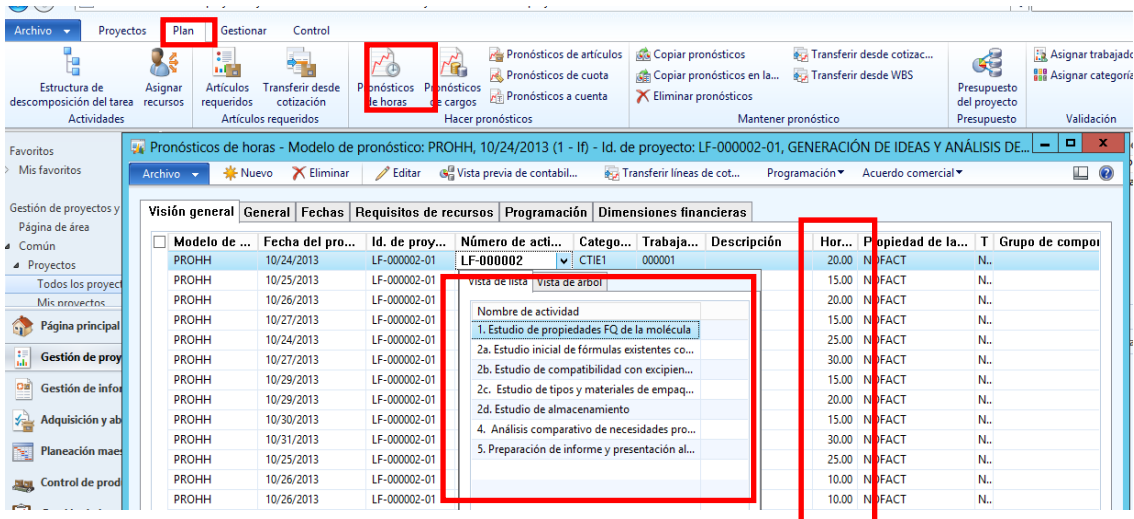 Archivo Proyectos Plan Gestionar Control
Estructura de descomposición del tarea
Asignar recursos
Artículos requeridos
Transferir desde cotización
Pronósticos de horas
Pronósticos de cargos
Pronósticos de artículos
Pronósticos de cuota
Pronósticos a cuenta
Copiar pronósticos
Copiar pronósticos en la...
Eliminar pronósticos
Transferir desde cotizac...
Transferir desde WBS
Presupuesto del proyecto
Asignar trabajado
Asignar categoría
Actividades Artículos requeridos Hacer pronósticos Mantener pronóstico Presupuesto Validación
Favoritos
Mis favoritos
Gestión de proyectos y
Página de área
Común
Proyectos
Todos los proyect
Mis proyectos
Página principal
Gestión de proy
Gestión de infor
Adquisición y ab
Planeación maes
Control de prod
Pronósticos de horas - Modelo de pronóstico: PROHH, 10/24/2013 (1 - lf) - Id. de proyecto: LF-000002-01, GENERACIÓN DE IDEAS Y ANÁLISIS DE...
Archivo Nuevo Eliminar Editar Vista previa de contabil... Transferir líneas de cot... Programación Acuerdo comercial
Visión general General Fechas Requisitos de recursos Programación Dimensiones financieras
Modelo de ... Fecha del pro... Id. de proy... Número de acti... Catego... Trabaja... Descripción Hor... Propiedad de la... T Grupo de compon
PROHH 10/24/2013 LF-000002-01 LF-000002 CTIE1 000001 20.00 NOFACT N..
PROHH 10/25/2013 LF-000002-01 15.00 NOFACT N..
PROHH 10/26/2013 LF-000002-01 20.00 NOFACT N..
PROHH 10/27/2013 LF-000002-01 15.00 NOFACT N..
PROHH 10/24/2013 LF-000002-01 25.00 NOFACT N..
PROHH 10/27/2013 LF-000002-01 30.00 NOFACT N..
PROHH 10/29/2013 LF-000002-01 15.00 NOFACT N..
PROHH 10/29/2013 LF-000002-01 20.00 NOFACT N..
PROHH 10/30/2013 LF-000002-01 15.00 NOFACT N..
PROHH 10/31/2013 LF-000002-01 30.00 NOFACT N..
PROHH 10/25/2013 LF-000002-01 25.00 NOFACT N..
PROHH 10/26/2013 LF-000002-01 10.00 NOFACT N..
PROHH 10/26/2013 LF-000002-01 10.00 NOFACT N..
Vista de lista Vista de árbol
Nombre de actividad
1. Estudio de propiedades FQ de la molécula
2a. Estudio inicial de fórmulas existentes co...
2b. Estudio de compatibilidad con excipien...
2c. Estudio de tipos y materiales de empaq...
2d. Estudio de almacenamiento
4. Análisis comparativo de necesidades pro...
5. Preparación de informe y presentación al...